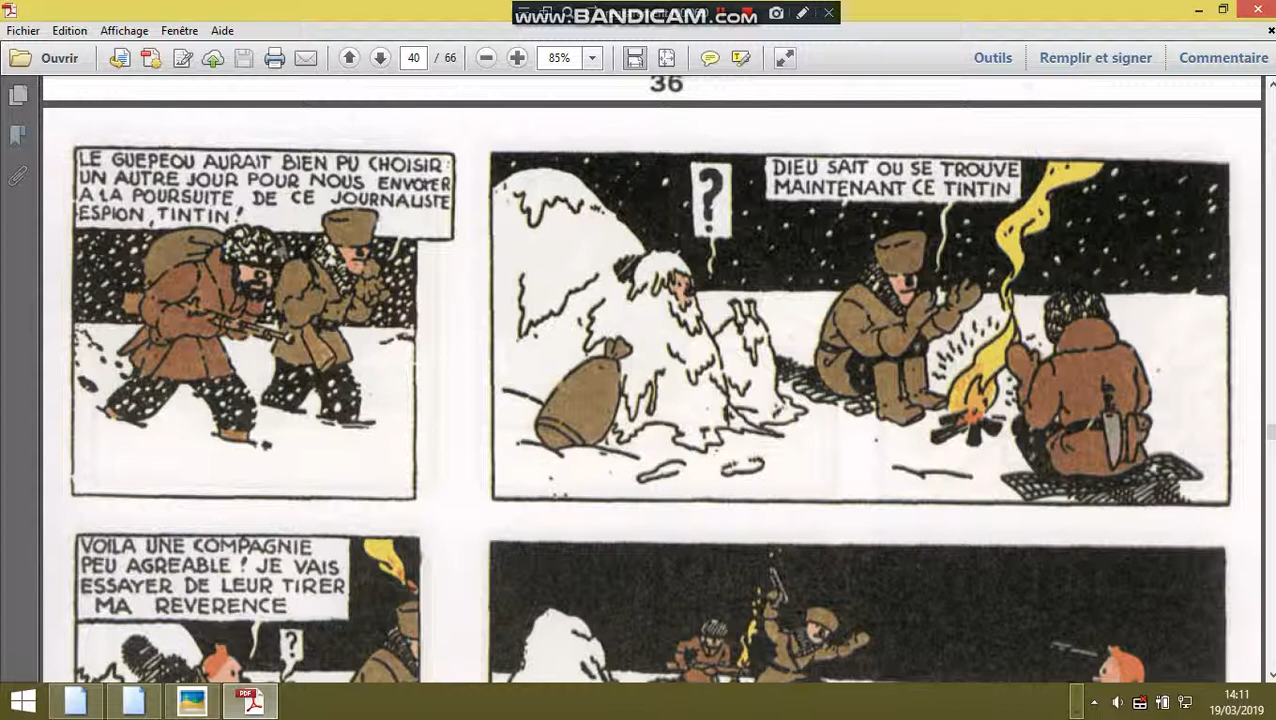 www.BANDICAM.com
Fichier Edition Affichage Fenêtre Aide
Ouvrir
40 / 66
85%
Outils
Remplir et signer
Commentaire
36
LE GUEPEOU AURAIT BIEN PU CHOISIR
UN AUTRE JOUR POUR NOUS ENVOYER
A LA POURSUITE, DE CE JOURNALISTE
ESPION, TINTIN!
?
DIEU SAIT OU SE TROUVE
MAINTENANT CE TINTIN
VOILA UNE COMPAGNIE
PEU AGREABLE! JE VAIS
ESSAYER DE LEUR TIRER
MA REVERENCE
?
PDF
14:11
19/03/2019